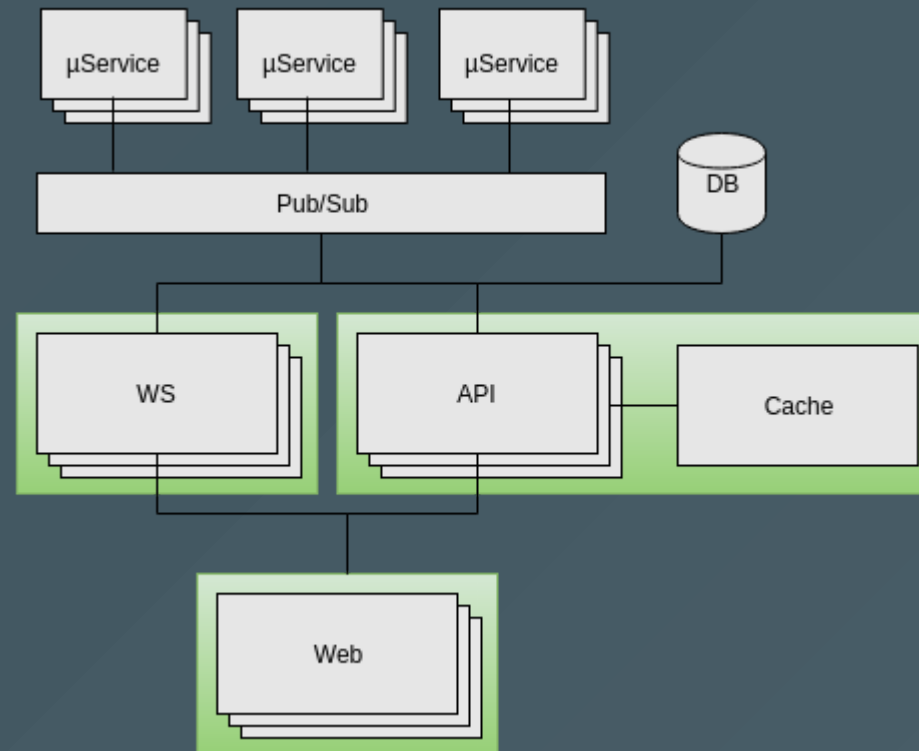 µService
µService
µService
DB
Pub/Sub
WS
API
Cache
Web